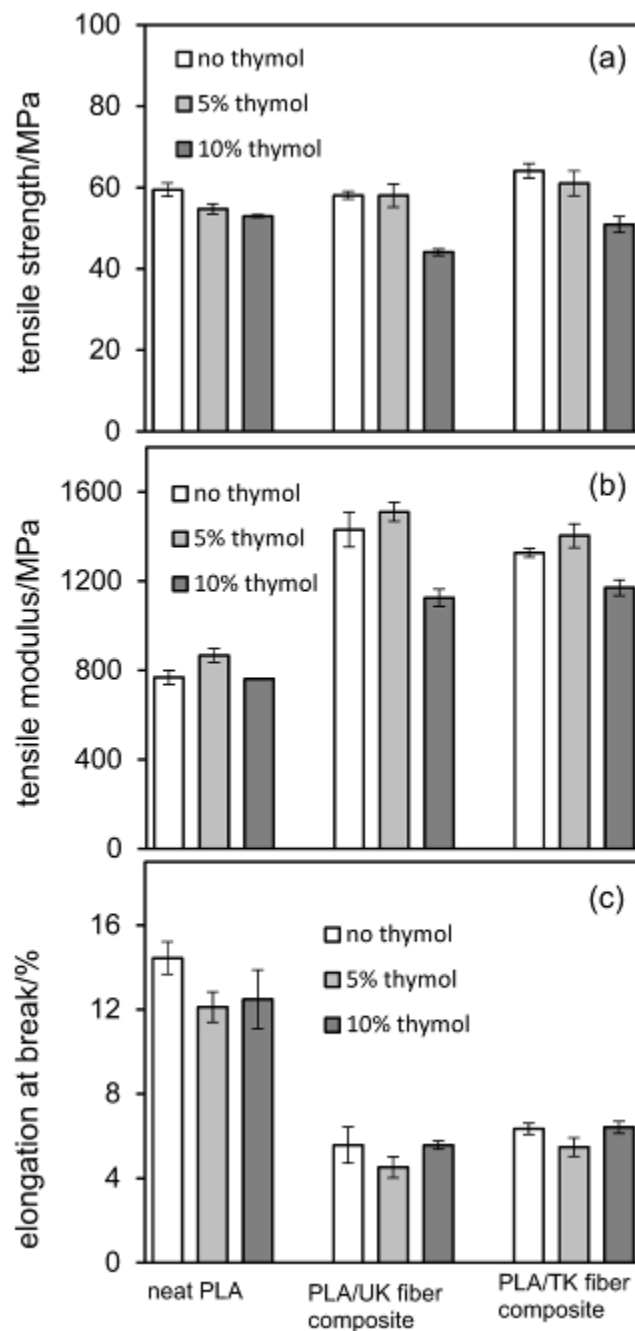 100
80
60
40
20
0
tensile strength/MPa
no thymol
5% thymol
10% thymol
(a)
1600
1200
800
400
0
tensile modulus/MPa
no thymol
5% thymol
10% thymol
(b)
16
12
8
4
0
elongation at break/%
no thymol
5% thymol
10% thymol
(c)
neat PLA
PLA/UK fiber
composite
PLA/TK fiber
composite